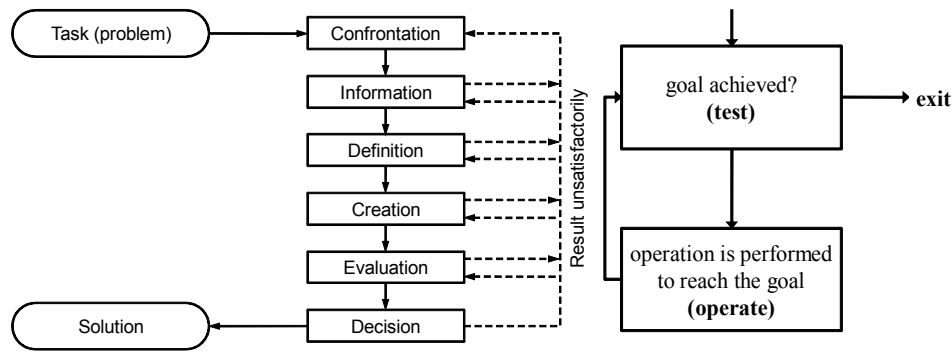 Task (problem)
Confrontation
Information
Definition
Creation
Evaluation
Decision
Solution
Result unsatisfactorily
goal achieved?
(test)
exit
operation is performed
to reach the goal
(operate)